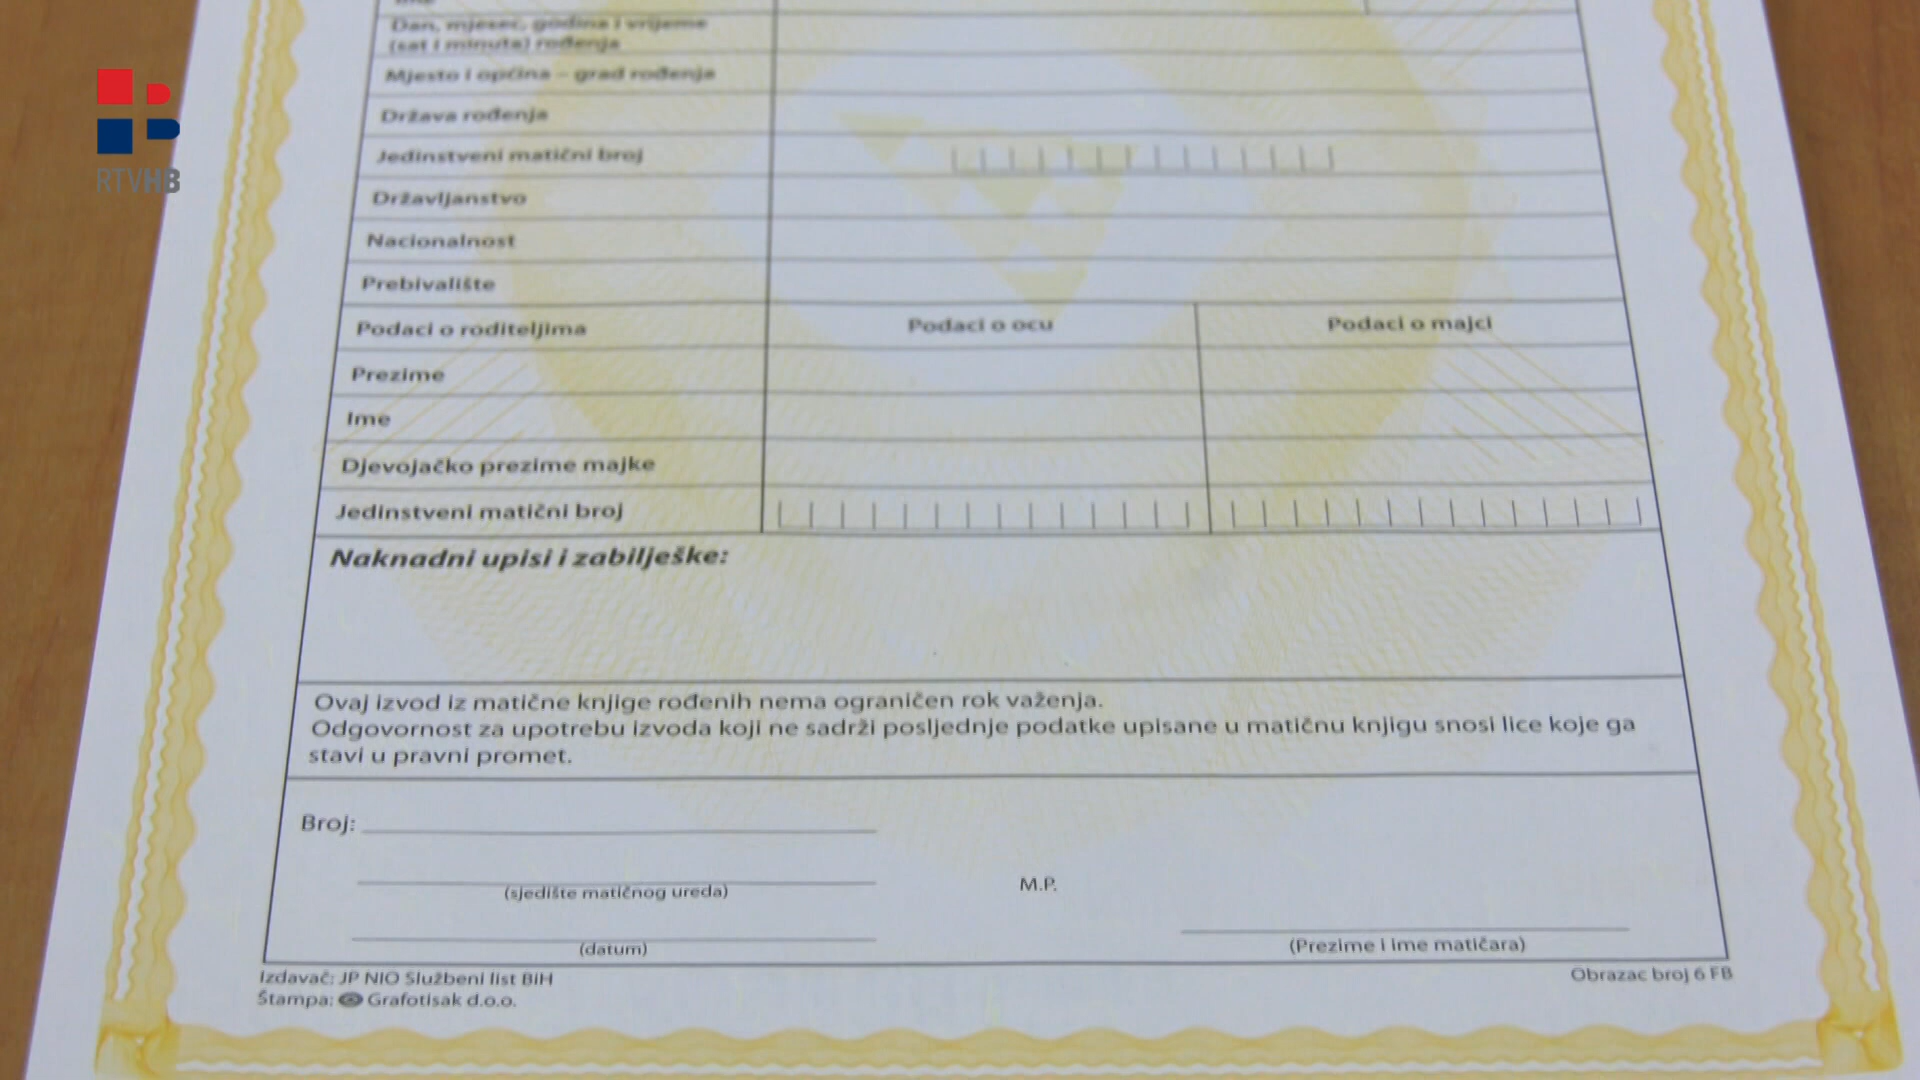 Ime
Dan, mjesec, godina i vrijeme
(sat i minuta) rođenja
Mjesto i općina – grad rođenja
Država rođenja
Jedinstveni matični broj
Državljanstvo
Nacionalnost
Prebivalište
Podaci o roditeljima Podaci o ocu Podaci o majci
Prezime
Ime
Djevojačko prezime majke
Jedinstveni matični broj
Naknadni upisi i zabilješke:
Ovaj izvod iz matične knjige rođenih nema ograničen rok važenja.
Odgovornost za upotrebu izvoda koji ne sadrži posljednje podatke upisane u matičnu knjigu snosi lice koje ga
stavi u pravni promet.
Broj:
(sjedište matičnog ureda)
M.P.
(datum)
(Prezime i ime matičara)
Izdavač: JP NIO Službeni list BiH
Štampa: Grafotisak d.o.o.
Obrazac broj 6 FB
RTVHB